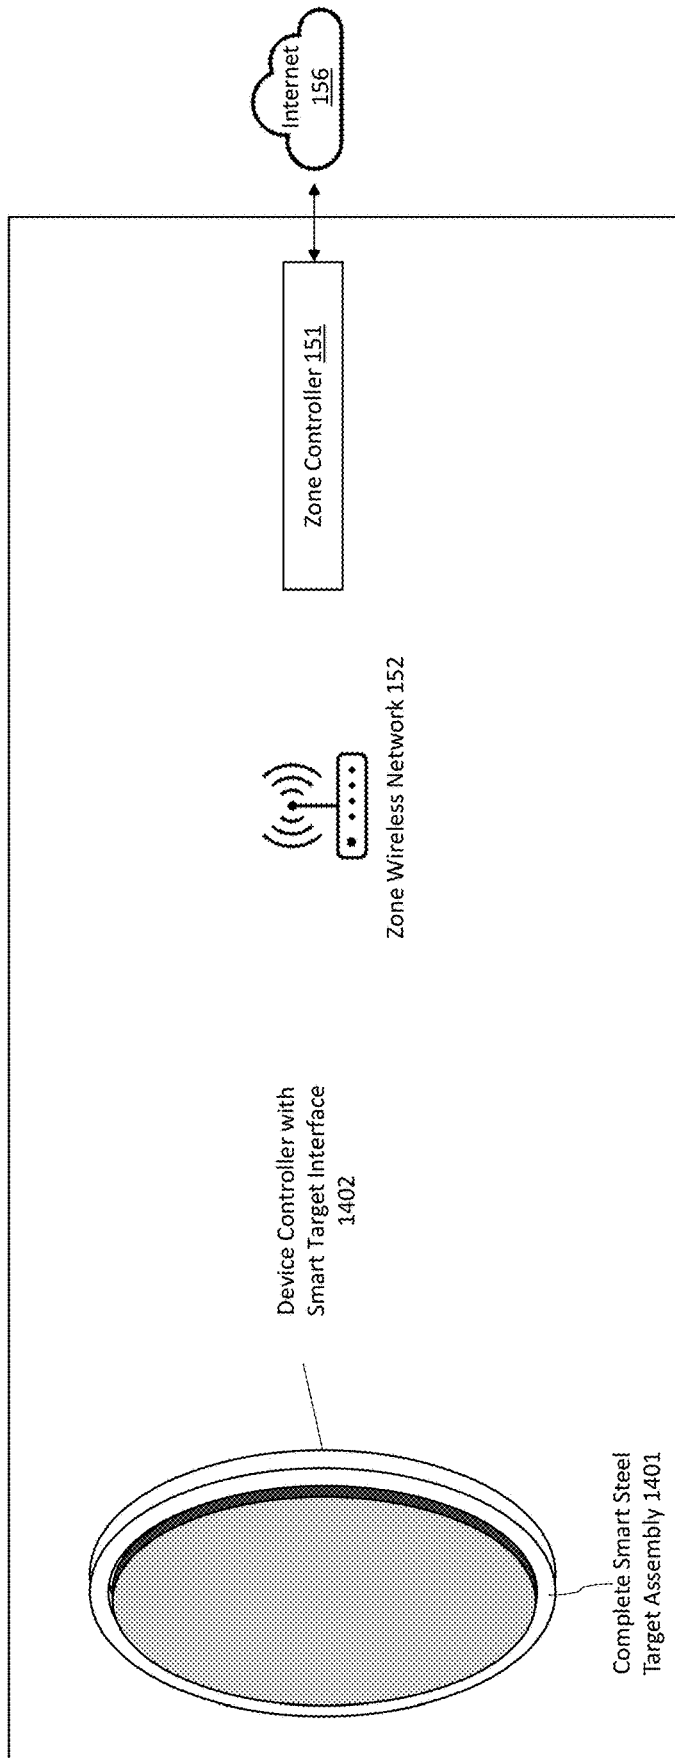 Complete Smart Steel
Target Assembly 1401
Device Controller with
Smart Target Interface
1402
Zone Wireless Network 152
Zone Controller 151
Internet
156